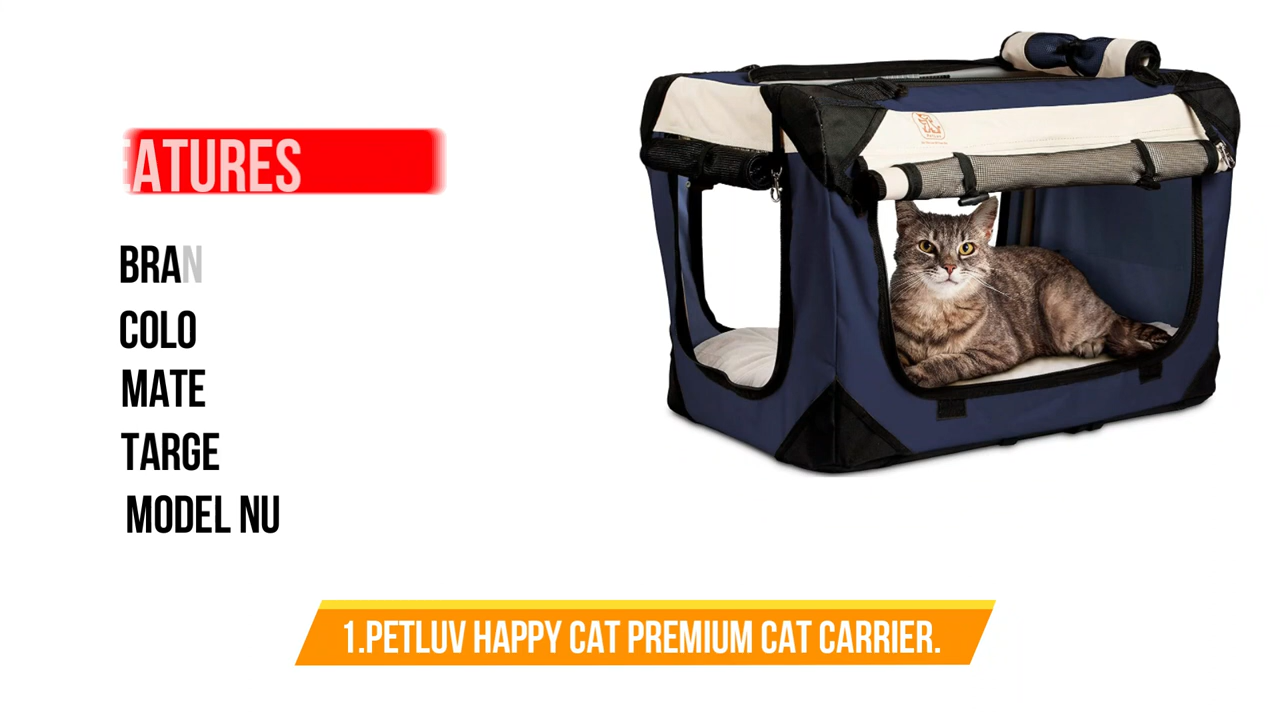 EATURES
BRAN
COLO
MATE
TARGE
MODEL NU
1.PETLUV HAPPY CAT PREMIUM CAT CARRIER.